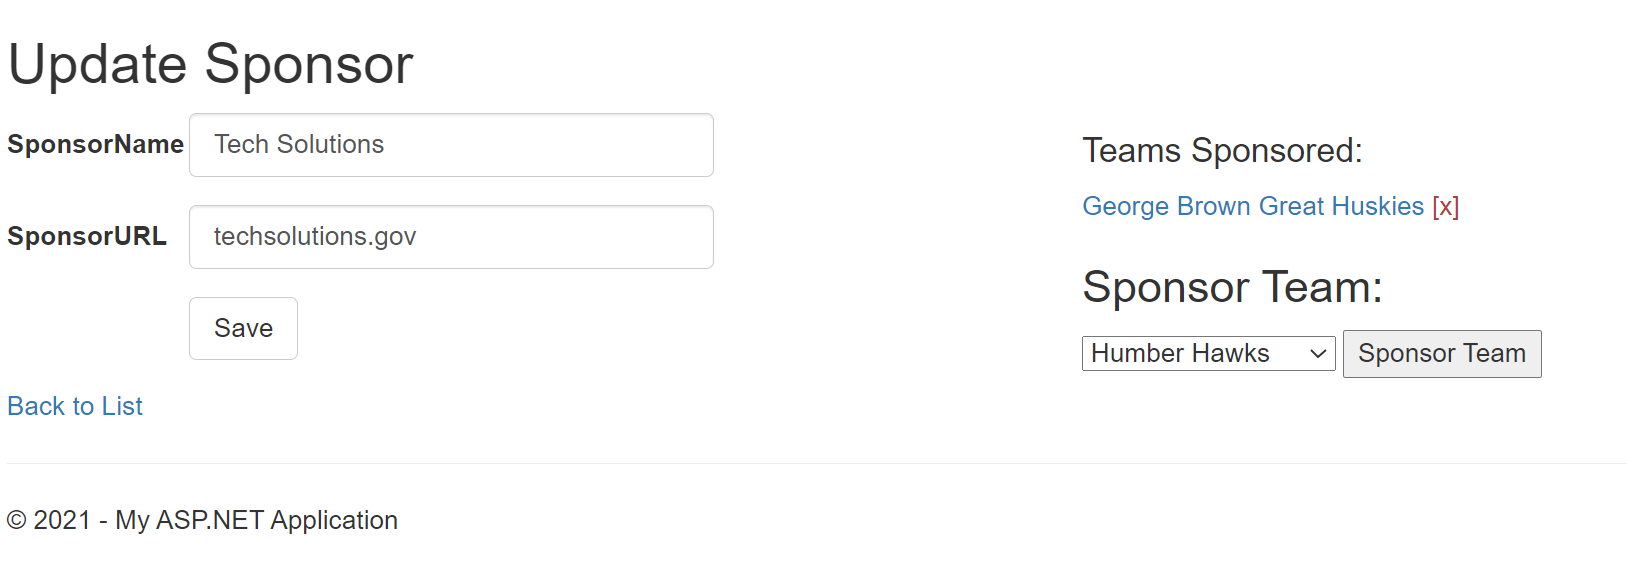 Update Sponsor
SponsorName Tech Solutions
SponsorURL techsolutions.gov
Save
Back to List
Teams Sponsored:
George Brown Great Huskies [x]
Sponsor Team:
Humber Hawks Sponsor Team
© 2021 - My ASP.NET Application